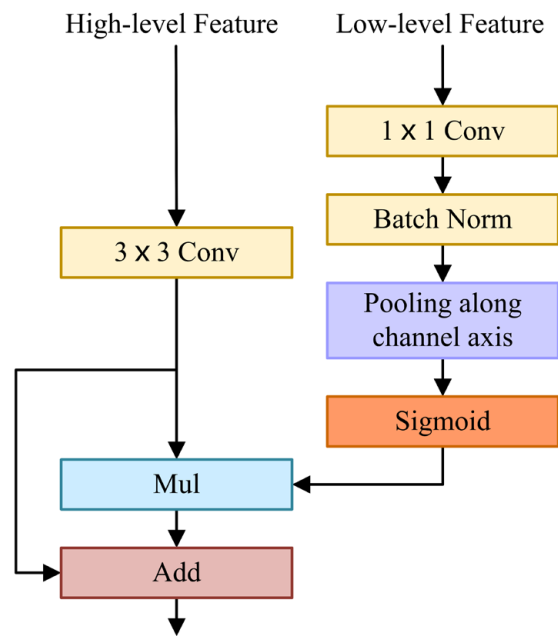 High-level Feature
Low-level Feature
1 x 1 Conv
Batch Norm
3 x 3 Conv
Pooling along
channel axis
Sigmoid
Mul
Add